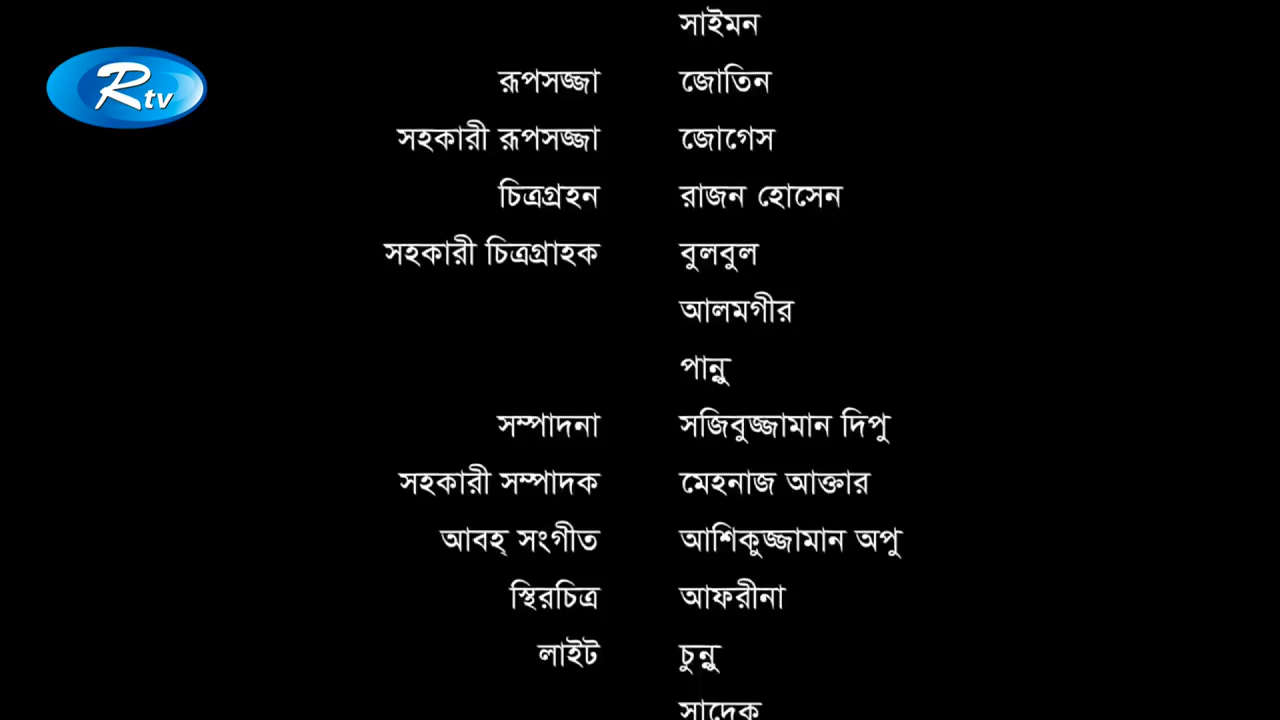 সাইমন
Rtv
রূপসজ্জা জোতিন
সহকারী রূপসজ্জা জোগেস
চিত্রগ্রহন রাজন হোসেন
সহকারী চিত্রগ্রাহক বুলবুল
আলমগীর
পান্নু
সম্পাদনা সজিবুজ্জামান দিপু
সহকারী সম্পাদক মেহনাজ আক্তার
আবহ্ সংগীত আশিকুজ্জামান অপু
স্থিরচিত্র আফরীনা
লাইট চুন্নু
সাদেক